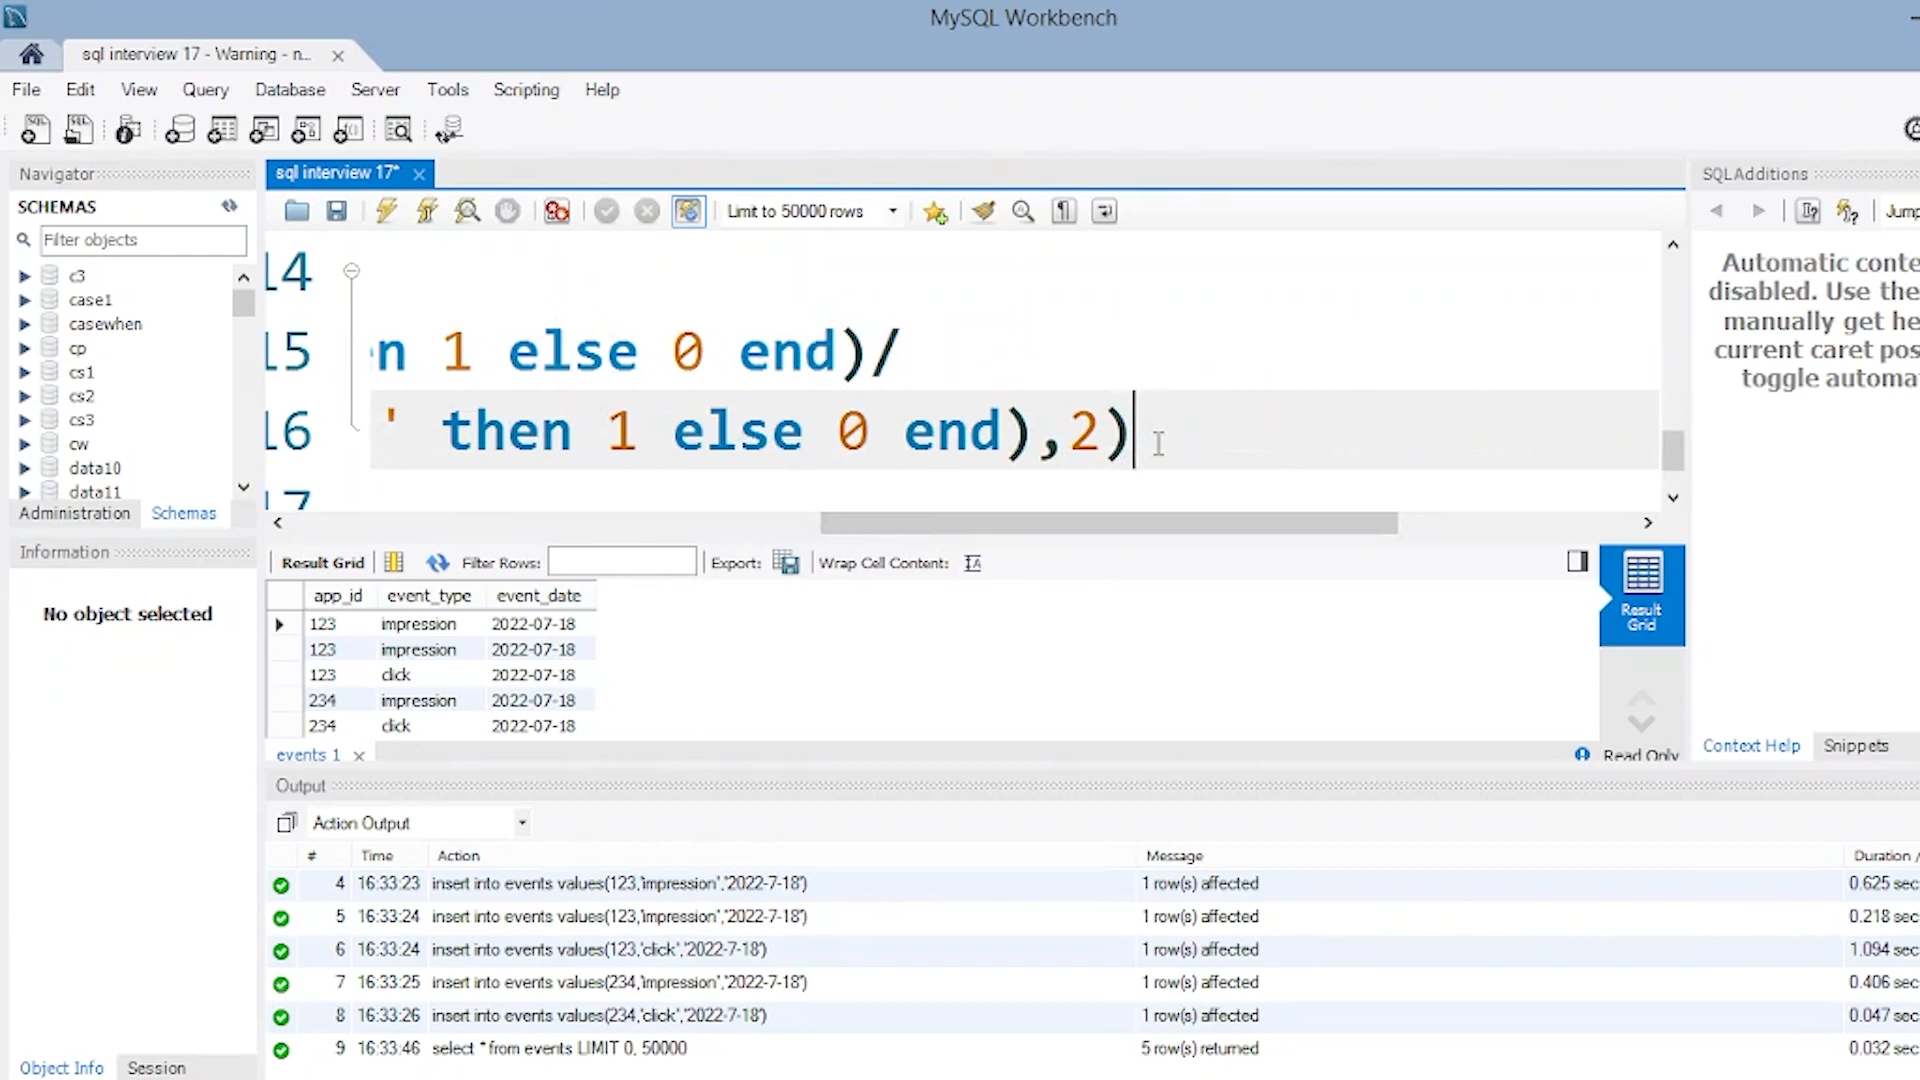 MySQL Workbench
sql interview 17 - Warning - n...
File Edit View Query Database Server Tools Scripting Help
Navigator
SCHEMAS
Filter objects
c3
case1
casewhen
cp
cs1
cs2
cs3
cw
data10
data11
Administration Schemas
Information
No object selected
Object Info Session
sql interview 17*
Limit to 50000 rows
14
15 n 1 else 0 end)/
16 ' then 1 else 0 end),2)
17
Result Grid Filter Rows: Export: Wrap Cell Content:
app_id event_type event_date
123 impression 2022-07-18
123 impression 2022-07-18
123 click 2022-07-18
234 impression 2022-07-18
234 click 2022-07-18
Result
Grid
events 1 Read Only
Output
Action Output
# Time Action Message Duration /
4 16:33:23 insert into events values(123,'impression','2022-7-18') 1 row(s) affected 0.625 sec
5 16:33:24 insert into events values(123,'impression','2022-7-18') 1 row(s) affected 0.218 sec
6 16:33:24 insert into events values(123,'click','2022-7-18') 1 row(s) affected 1.094 sec
7 16:33:25 insert into events values(234,'impression','2022-7-18') 1 row(s) affected 0.406 sec
8 16:33:26 insert into events values(234,'click','2022-7-18') 1 row(s) affected 0.047 sec
9 16:33:46 select * from events LIMIT 0, 50000 5 row(s) returned 0.032 sec
SQLAdditions
Jump
Automatic conte
disabled. Use the
manually get he
current caret pos
toggle automa
Context Help Snippets